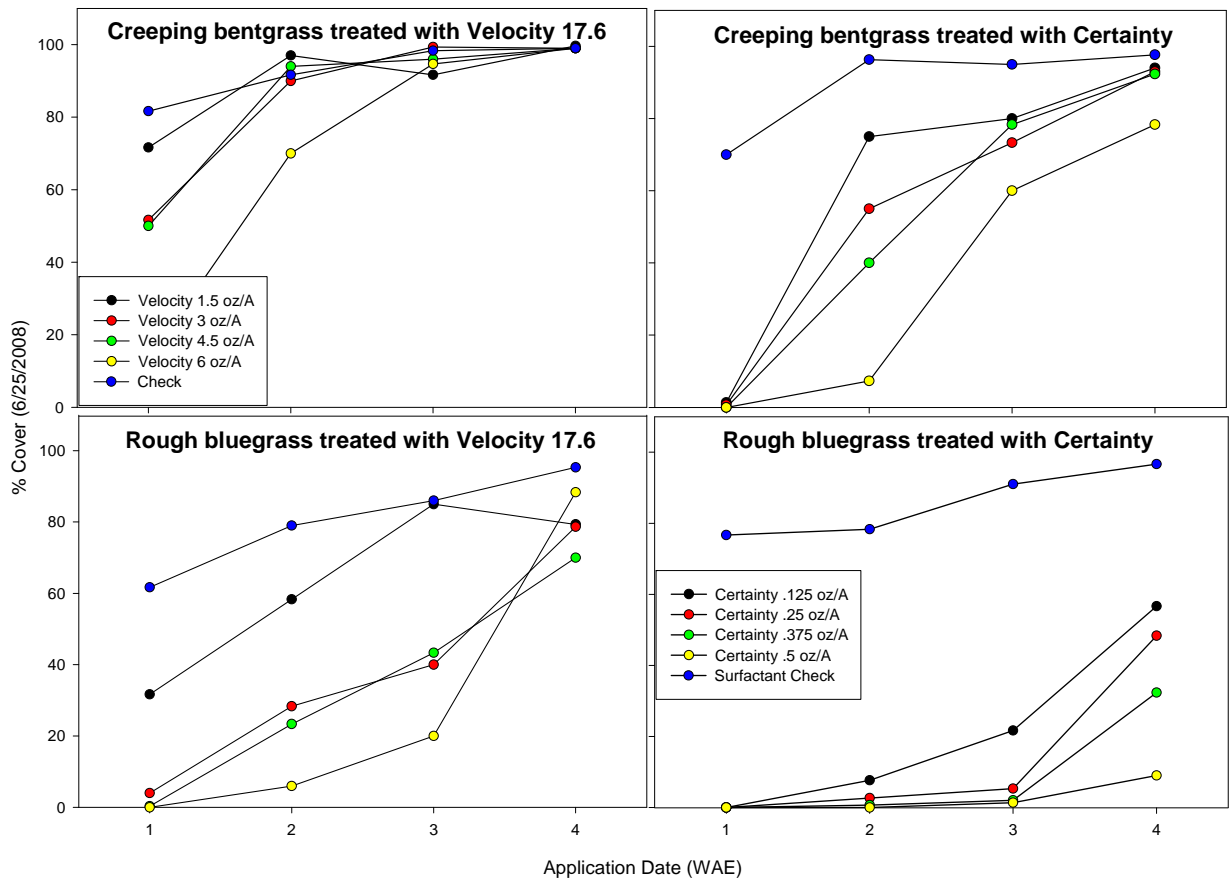 Creeping bentgrass treated with Velocity 17.6
Creeping bentgrass treated with Certainty
100
80
60
40
20
0
Velocity 1.5 oz/A
Velocity 3 oz/A
Velocity 4.5 oz/A
Velocity 6 oz/A
Check
% Cover (6/25/2008)
Rough bluegrass treated with Velocity 17.6
Rough bluegrass treated with Certainty
100
80
60
40
20
0
Certainty .125 oz/A
Certainty .25 oz/A
Certainty .375 oz/A
Certainty .5 oz/A
Surfactant Check
1 2 3 4 1 2 3 4
Application Date (WAE)